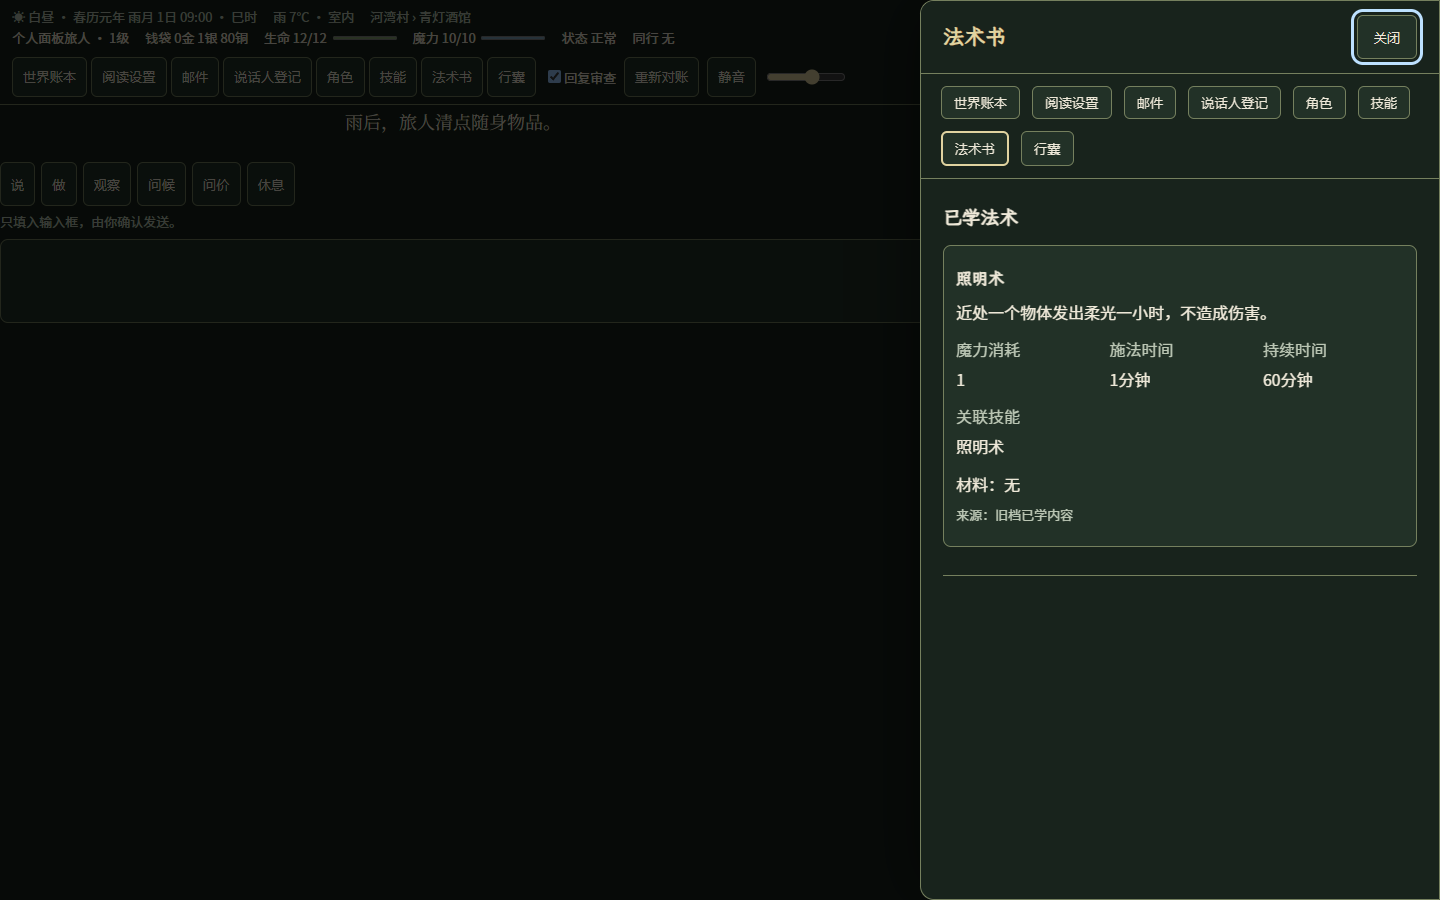 ☀ 白昼 · 春历元年 雨月 1日 09:00 · 巳时 雨 7°C · 室内 河湾村 › 青灯酒馆
个人面板旅人 · 1级 钱袋 0金 1银 80铜 生命 12/12 魔力 10/10 状态 正常 同行 无
世界账本 阅读设置 邮件 说话人登记 角色 技能 法术书 行囊 回复审查 重新对账 静音
雨后，旅人清点随身物品。
说 做 观察 问候 问价 休息
只填入输入框，由你确认发送。
法术书
关闭
世界账本 阅读设置 邮件 说话人登记 角色 技能
法术书 行囊
已学法术
照明术
近处一个物体发出柔光一小时，不造成伤害。
魔力消耗 施法时间 持续时间
1 1分钟 60分钟
关联技能
照明术
材料：无
来源：旧档已学内容